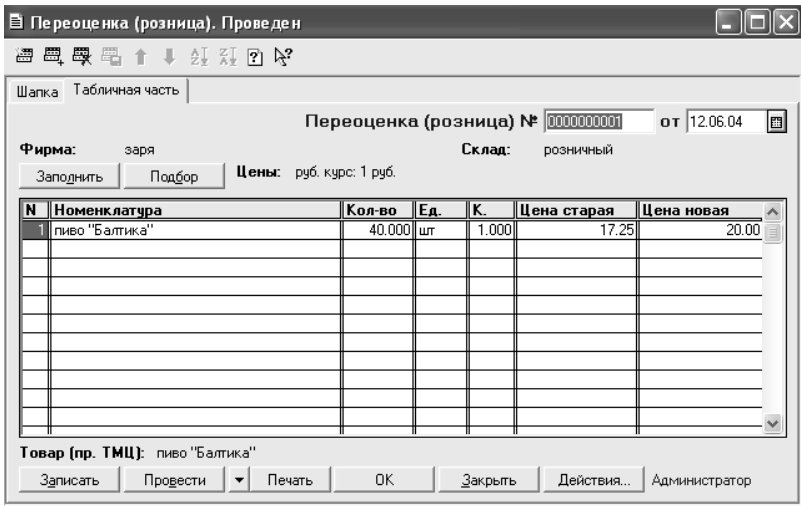 Переоценка (розница). Проведен
Шапка Табличная часть
Переоценка (розница) № 0000000001 от 12.06.04
Фирма: заря Склад: розничный
Заполнить Подбор Цены: руб. курс: 1 руб.
N Номенклатура Кол-во Ед. К. Цена старая Цена новая
1 пиво "Балтика" 40.000 шт 1.000 17.25 20.00
Товар (пр. ТМЦ): пиво "Балтика"
Записать Провести Печать OK Закрыть Действия... Администратор